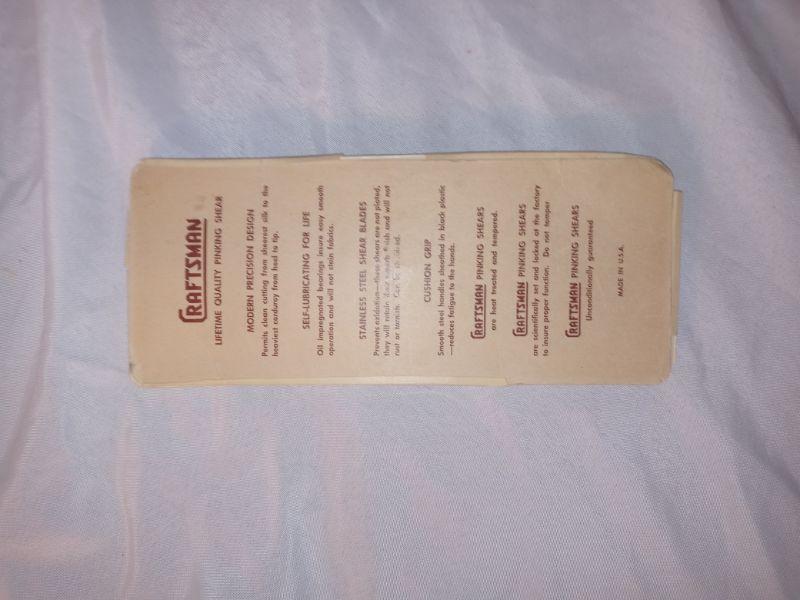 CRAFTSMAN
LIFETIME QUALITY PINKING SHEAR
MODERN PRECISION DESIGN
Permits clean cutting from sheerest silk to the
heaviest corduroy from heel to tip.
SELF-LUBRICATING FOR LIFE
Oil impregnated bearings insure easy smooth
operation and will not stain fabrics.
STAINLESS STEEL SHEAR BLADES
Prevents oxidation—these shears are not plated,
they will retain their smooth finish and will not
rust or tarnish. Can be
CUSHION GRIP
Smooth steel handles sheathed in black plastic
—reduces fatigue to the hands.
CRAFTSMAN PINKING SHEARS
are heat treated and tempered.
CRAFTSMAN PINKING SHEARS
are scientifically set and locked at the factory
to insure proper function. Do not tamper
CRAFTSMAN PINKING SHEARS
Unconditionally guaranteed
MADE IN U.S.A.